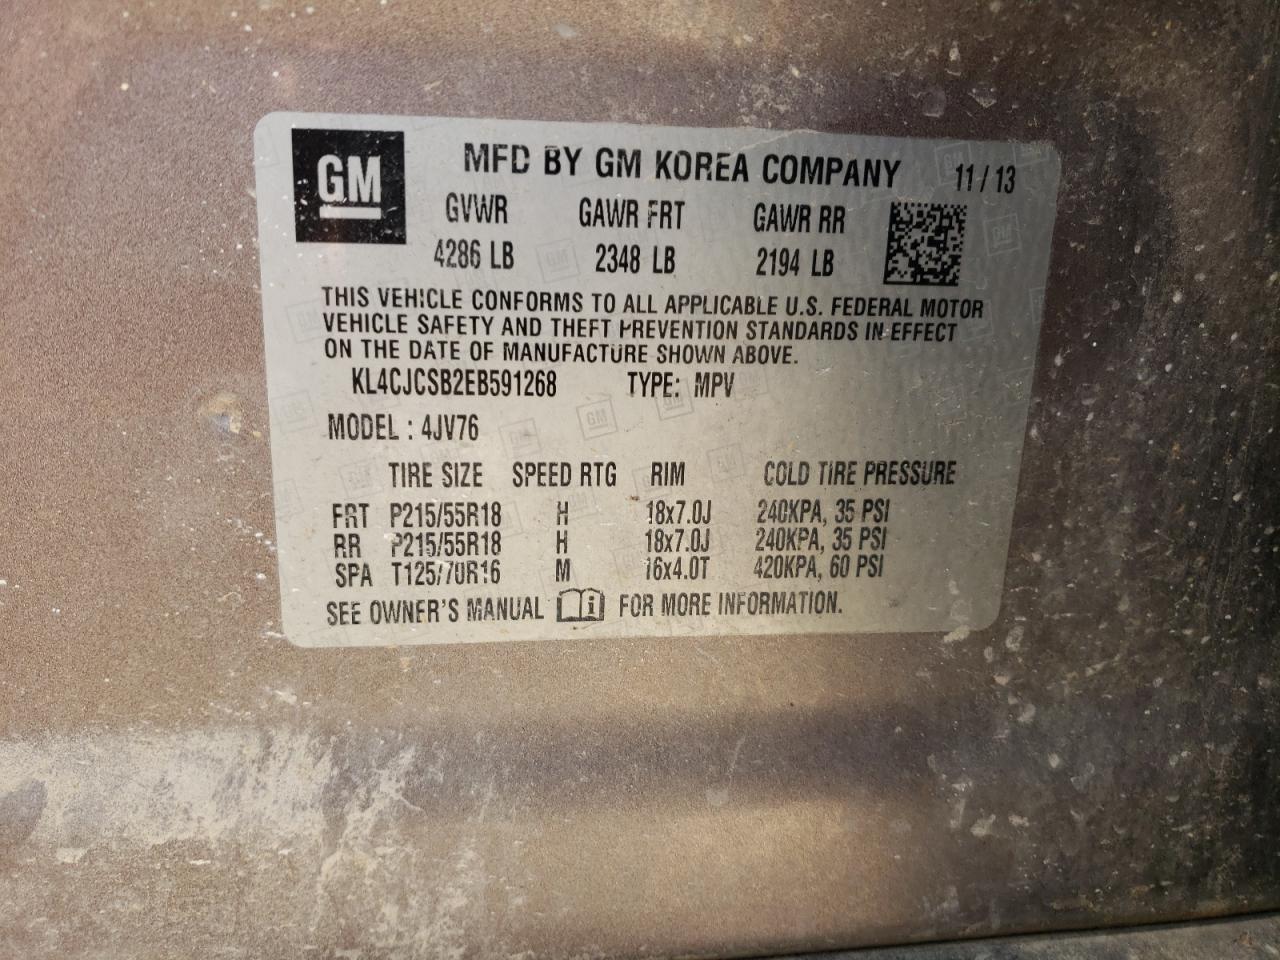 GM
MFD BY GM KOREA COMPANY 11 / 13
GVWR GAWR FRT GAWR RR
4286 LB 2348 LB 2194 LB
THIS VEHICLE CONFORMS TO ALL APPLICABLE U.S. FEDERAL MOTOR
VEHICLE SAFETY AND THEFT PREVENTION STANDARDS IN EFFECT
ON THE DATE OF MANUFACTURE SHOWN ABOVE.
KL4CJCSB2EB591268 TYPE: MPV
MODEL : 4JV76
TIRE SIZE SPEED RTG RIM COLD TIRE PRESSURE
FRT P215/55R18 H 18x7.0J 240KPA, 35 PSI
RR P215/55R18 H 18x7.0J 240KPA, 35 PSI
SPA T125/70R16 M 16x4.0T 420KPA, 60 PSI
SEE OWNER'S MANUAL FOR MORE INFORMATION.